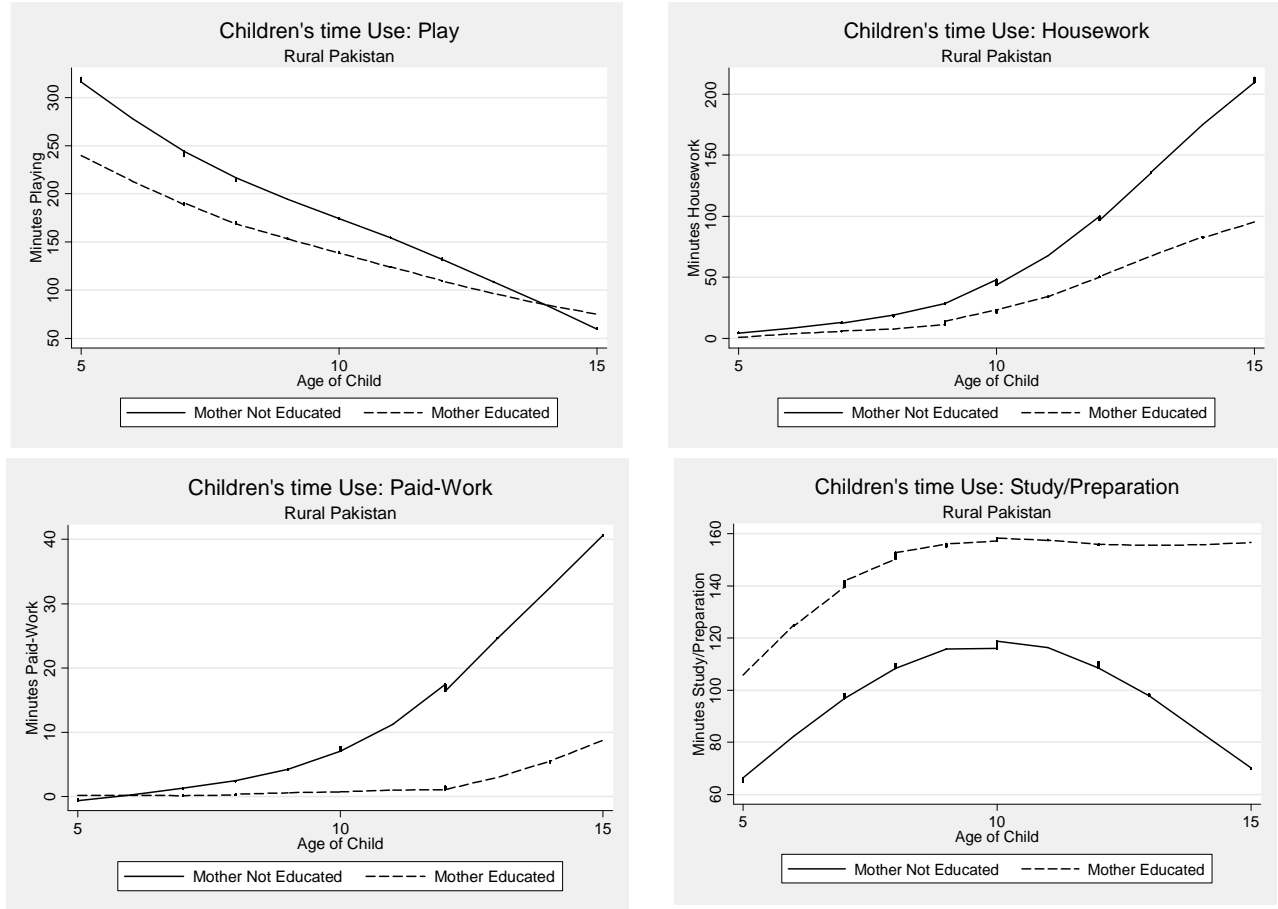 Children's time Use: Play
Rural Pakistan
Minutes Playing
300
250
200
150
100
50
5 10 15
Age of Child
Mother Not Educated Mother Educated
Children's time Use: Housework
Rural Pakistan
Minutes Housework
200
150
100
50
0
5 10 15
Age of Child
Mother Not Educated Mother Educated
Children's time Use: Paid-Work
Rural Pakistan
Minutes Paid-Work
40
30
20
10
0
5 10 15
Age of Child
Mother Not Educated Mother Educated
Children's time Use: Study/Preparation
Rural Pakistan
Minutes Study/Preparation
160
140
120
100
80
60
5 10 15
Age of Child
Mother Not Educated Mother Educated